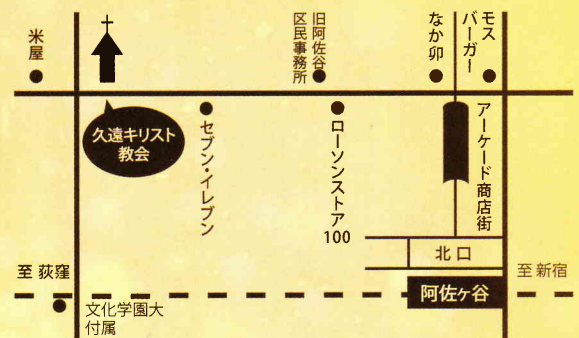 米屋
旧阿佐谷
区民事務所
なか卯
モス
バーガー
久遠キリスト
教会
セブン・イレブン
ローソンストア
100
アーケード商店街
北口
至 荻窪
阿佐ヶ谷
至 新宿
文化学園大
付属